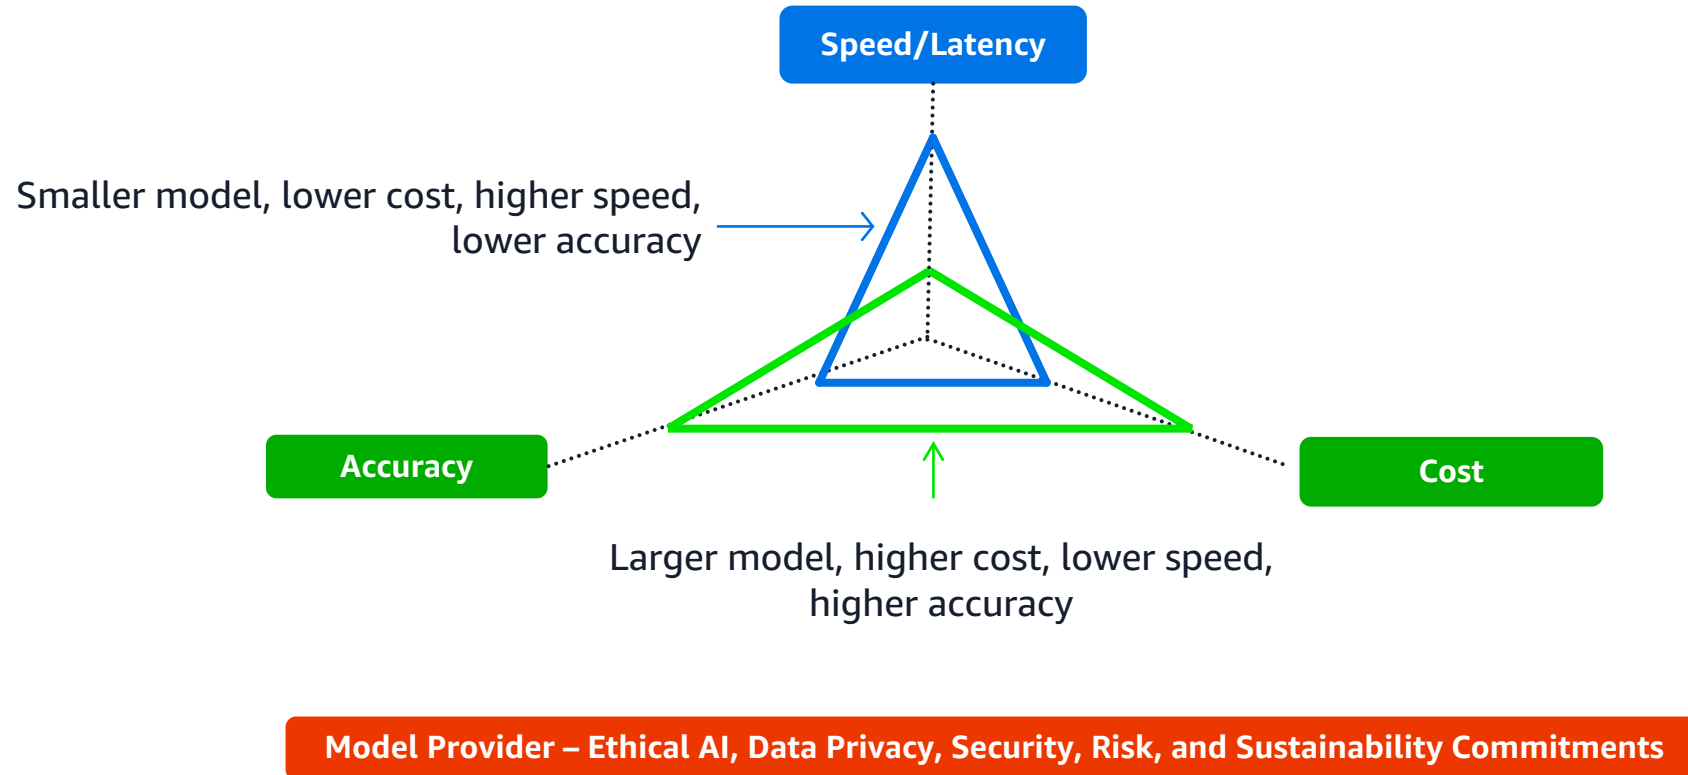 Speed/Latency
Smaller model, lower cost, higher speed,
lower accuracy
Accuracy
Cost
Larger model, higher cost, lower speed,
higher accuracy
Model Provider – Ethical AI, Data Privacy, Security, Risk, and Sustainability Commitments